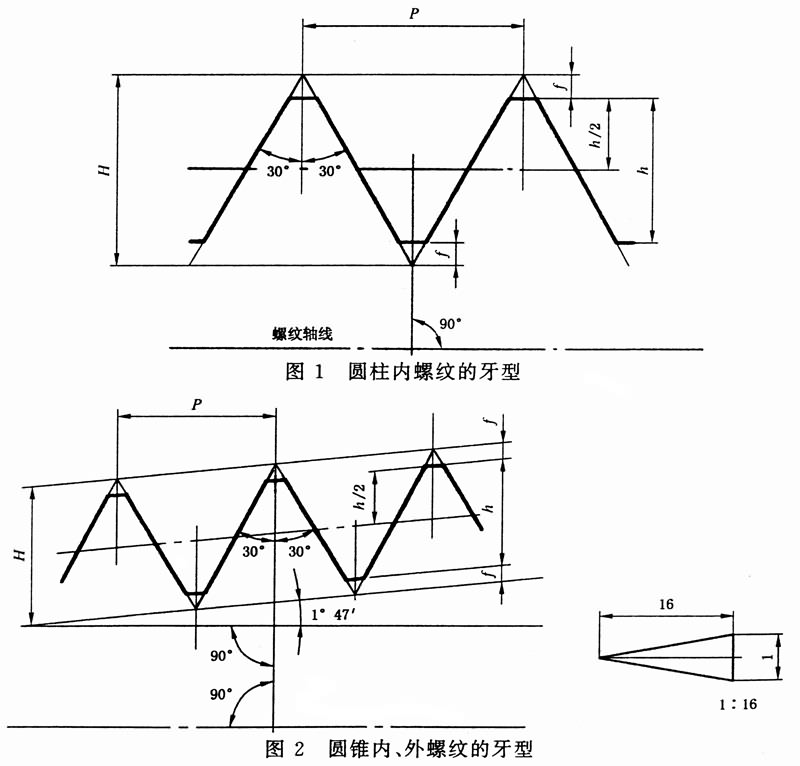 P
f
H
h/2
h
30° 30°
f
90°
螺纹轴线
图 1 圆柱内螺纹的牙型
P
f
h/2
h
H
30° 30°
f
1° 47′
16
90°
1
90°
1∶16
图 2 圆锥内、外螺纹的牙型